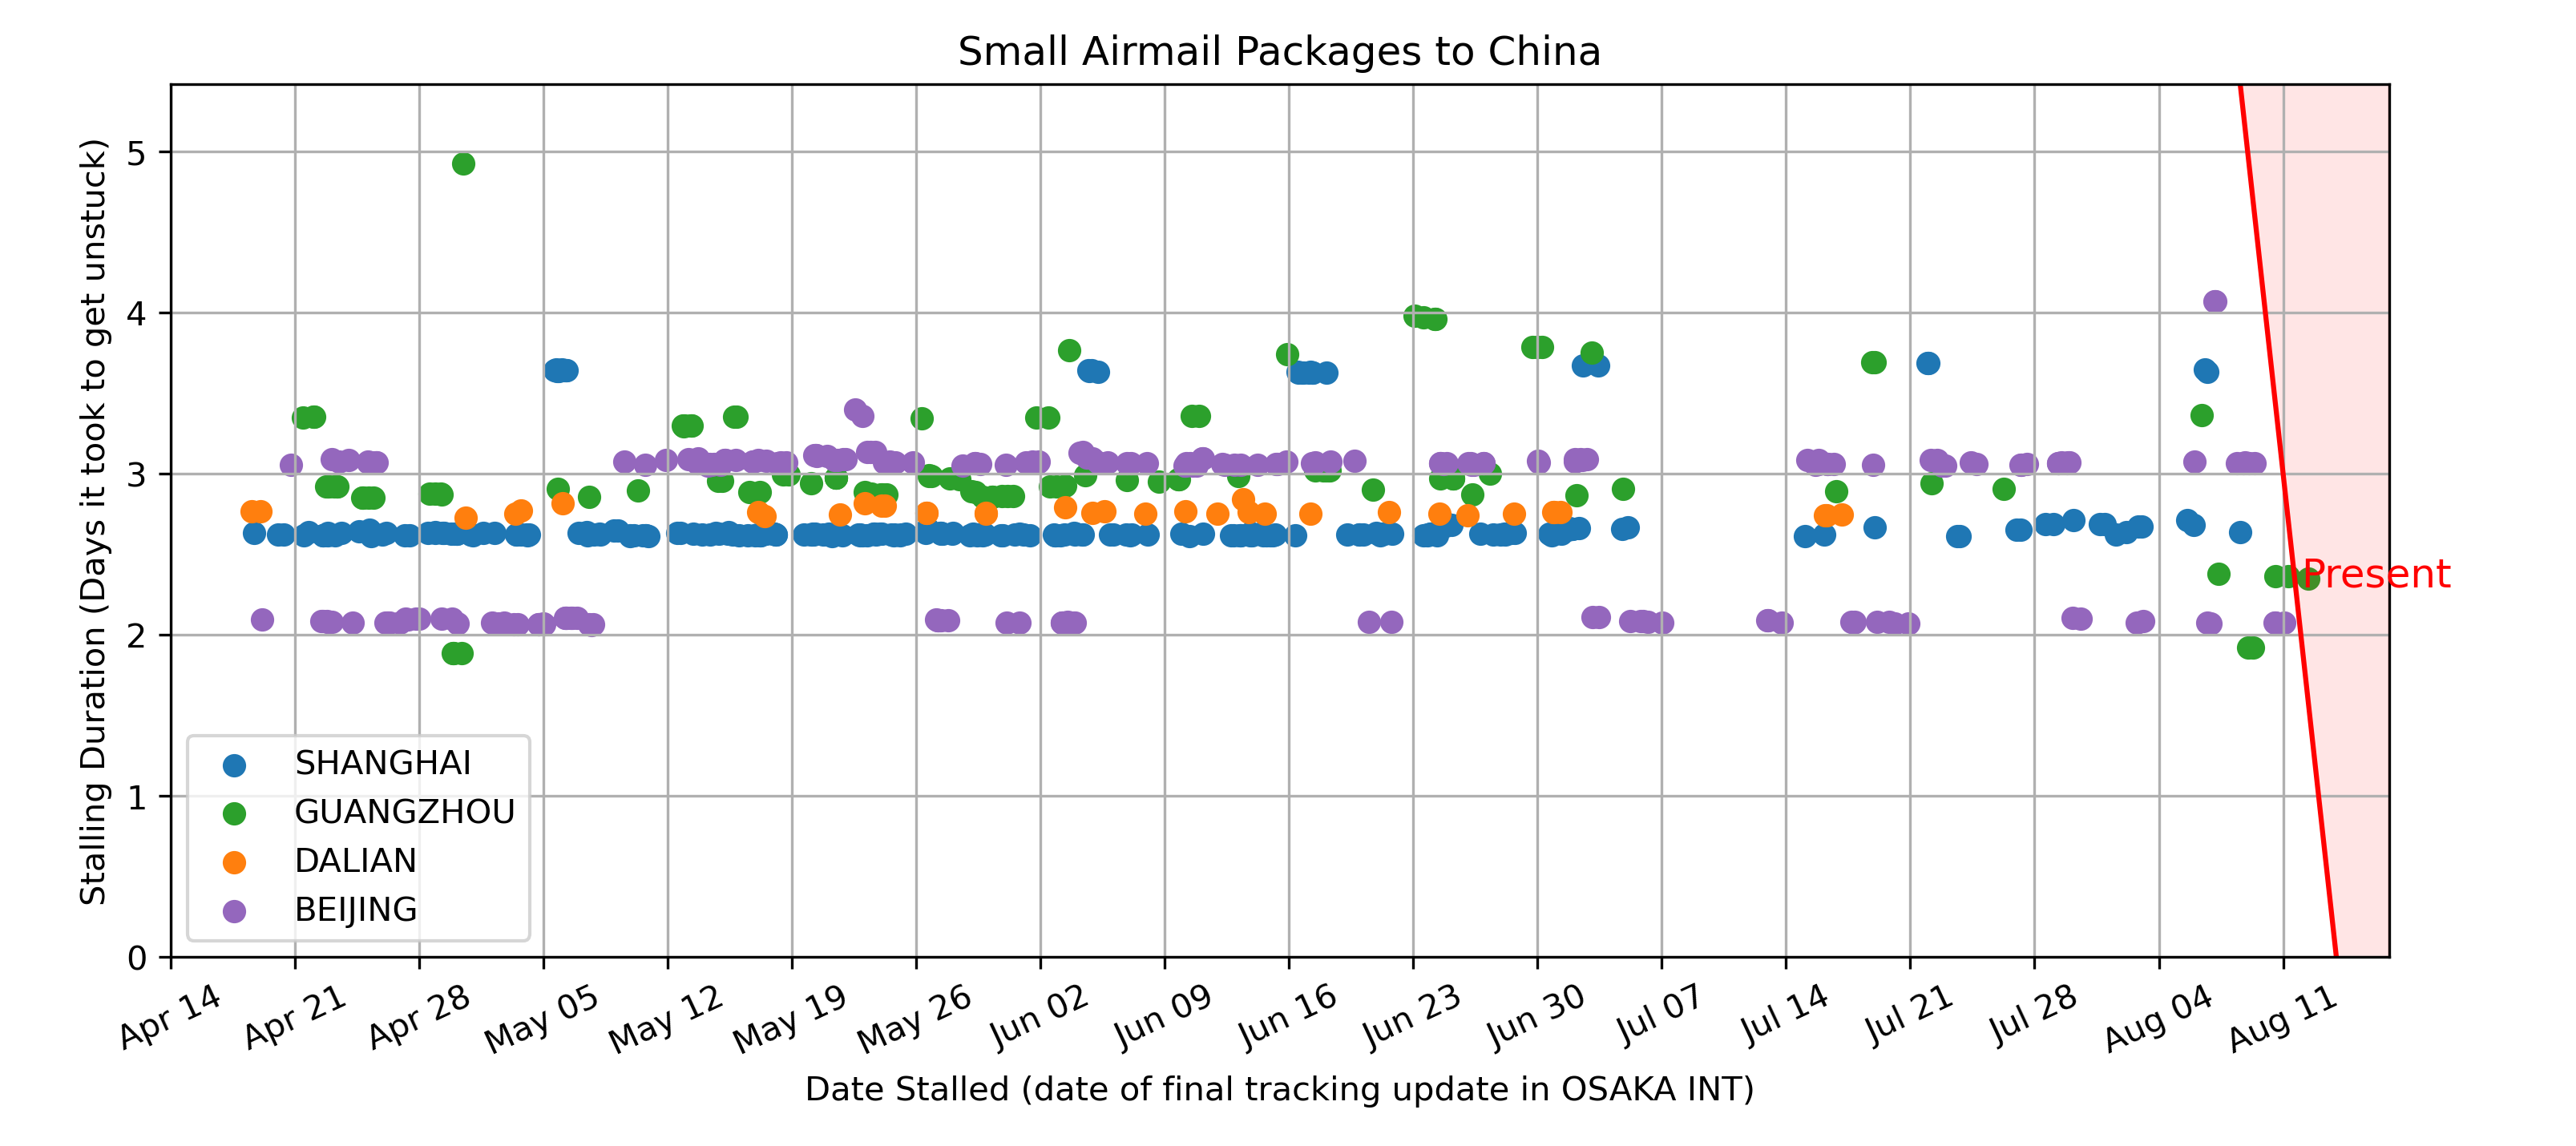 Small Airmail Packages to China
Stalling Duration (Days it took to get unstuck)
5
4
3
2
1
0
Present
SHANGHAI
GUANGZHOU
DALIAN
BEIJING
Apr 14
Apr 21
Apr 28
May 05
May 12
May 19
May 26
Jun 02
Jun 09
Jun 16
Jun 23
Jun 30
Jul 07
Jul 14
Jul 21
Jul 28
Aug 04
Aug 11
Date Stalled (date of final tracking update in OSAKA INT)